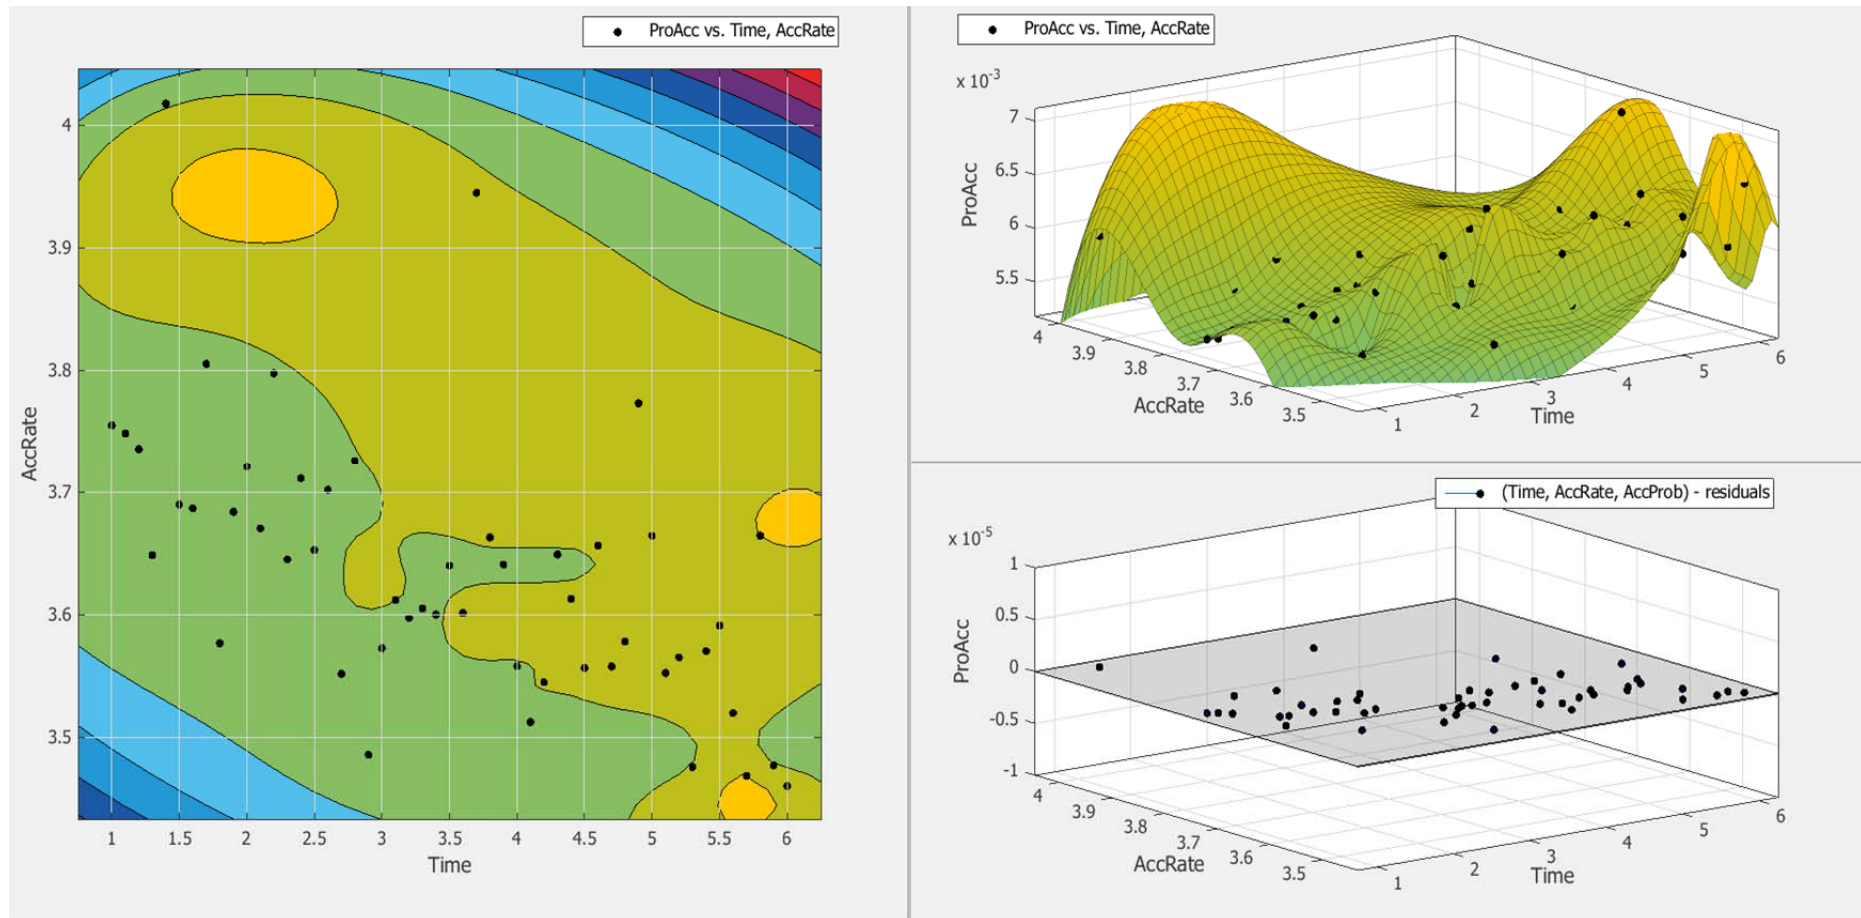 ProAcc vs. Time, AccRate
4
3.9
3.8
3.7
3.6
3.5
AccRate
1 1.5 2 2.5 3 3.5 4 4.5 5 5.5 6
Time
ProAcc vs. Time, AccRate
x 10-3
7
6.5
6
5.5
ProAcc
4 3.9 3.8 3.7 3.6 3.5
AccRate
1 2 3 4 5 6
Time
(Time, AccRate, AccProb) - residuals
x 10-5
1
0.5
0
-0.5
-1
ProAcc
4 3.9 3.8 3.7 3.6 3.5
AccRate
1 2 3 4 5 6
Time